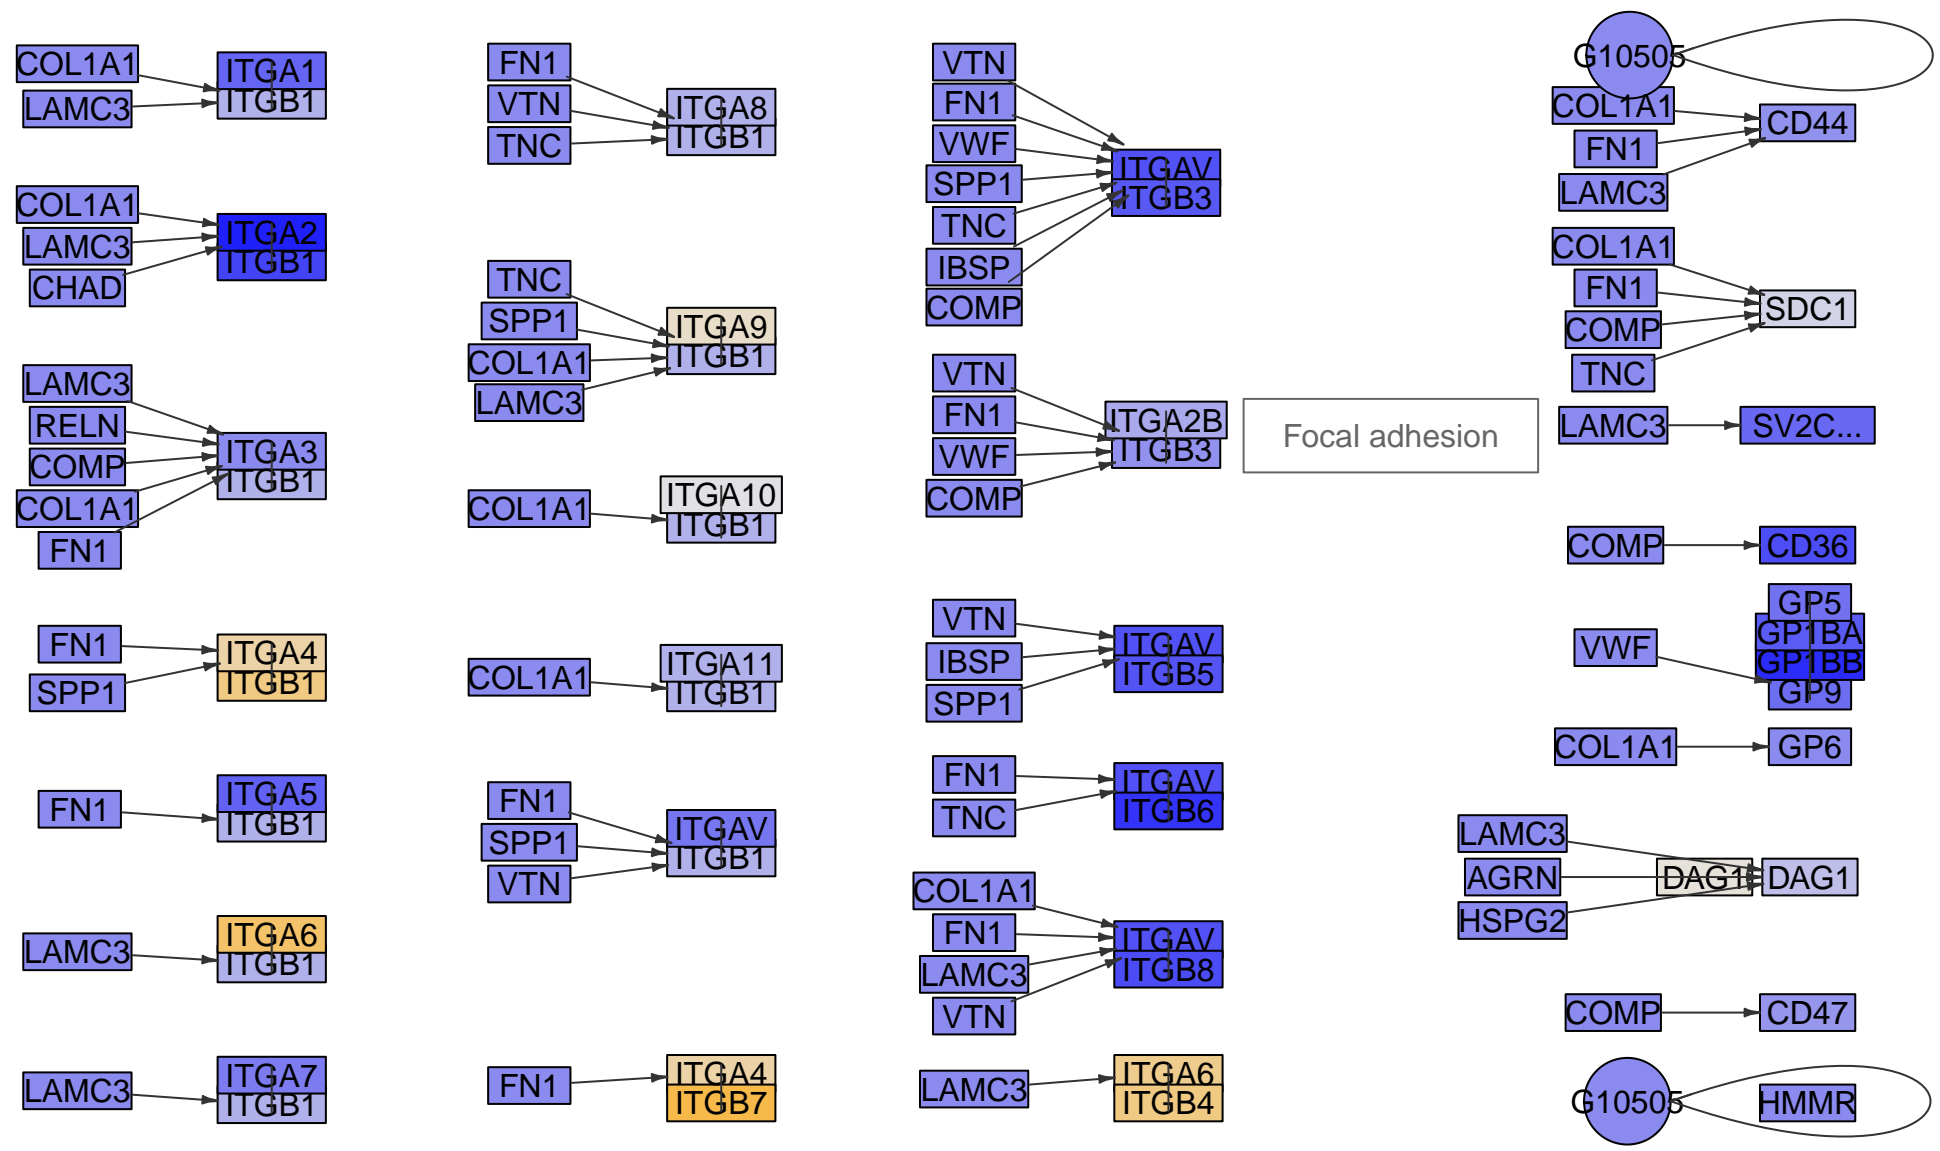 COL1A1
LAMC3
ITGA1
ITGB1
COL1A1
LAMC3
CHAD
ITGA2
ITGB1
LAMC3
RELN
COMP
COL1A1
FN1
ITGA3
ITGB1
FN1
SPP1
ITGA4
ITGB1
FN1
ITGA5
ITGB1
LAMC3
ITGA6
ITGB1
LAMC3
ITGA7
ITGB1
FN1
VTN
TNC
ITGA8
ITGB1
TNC
SPP1
COL1A1
LAMC3
ITGA9
ITGB1
COL1A1
ITGA10
ITGB1
COL1A1
ITGA11
ITGB1
FN1
SPP1
VTN
ITGAV
ITGB1
FN1
ITGA4
ITGB7
VTN
FN1
VWF
SPP1
TNC
IBSP
COMP
ITGAV
ITGB3
VTN
FN1
VWF
COMP
ITGA2B
ITGB3
VTN
IBSP
SPP1
ITGAV
ITGB5
FN1
TNC
ITGAV
ITGB6
COL1A1
FN1
LAMC3
VTN
ITGAV
ITGB8
LAMC3
ITGA6
ITGB4
Focal adhesion
G10505
COL1A1
FN1
LAMC3
CD44
COL1A1
FN1
COMP
TNC
SDC1
LAMC3
SV2C...
COMP
CD36
VWF
GP5
GP1BA
GP1BB
GP9
COL1A1
GP6
LAMC3
AGRN
HSPG2
DAG1
DAG1
COMP
CD47
G10505
HMMR